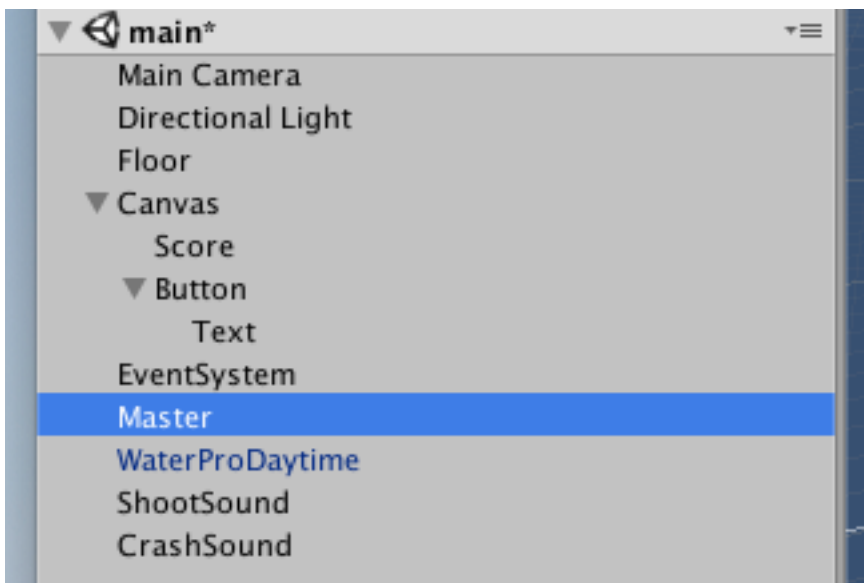 main*
Main Camera
Directional Light
Floor
Canvas
Score
Button
Text
EventSystem
Master
WaterProDaytime
ShootSound
CrashSound